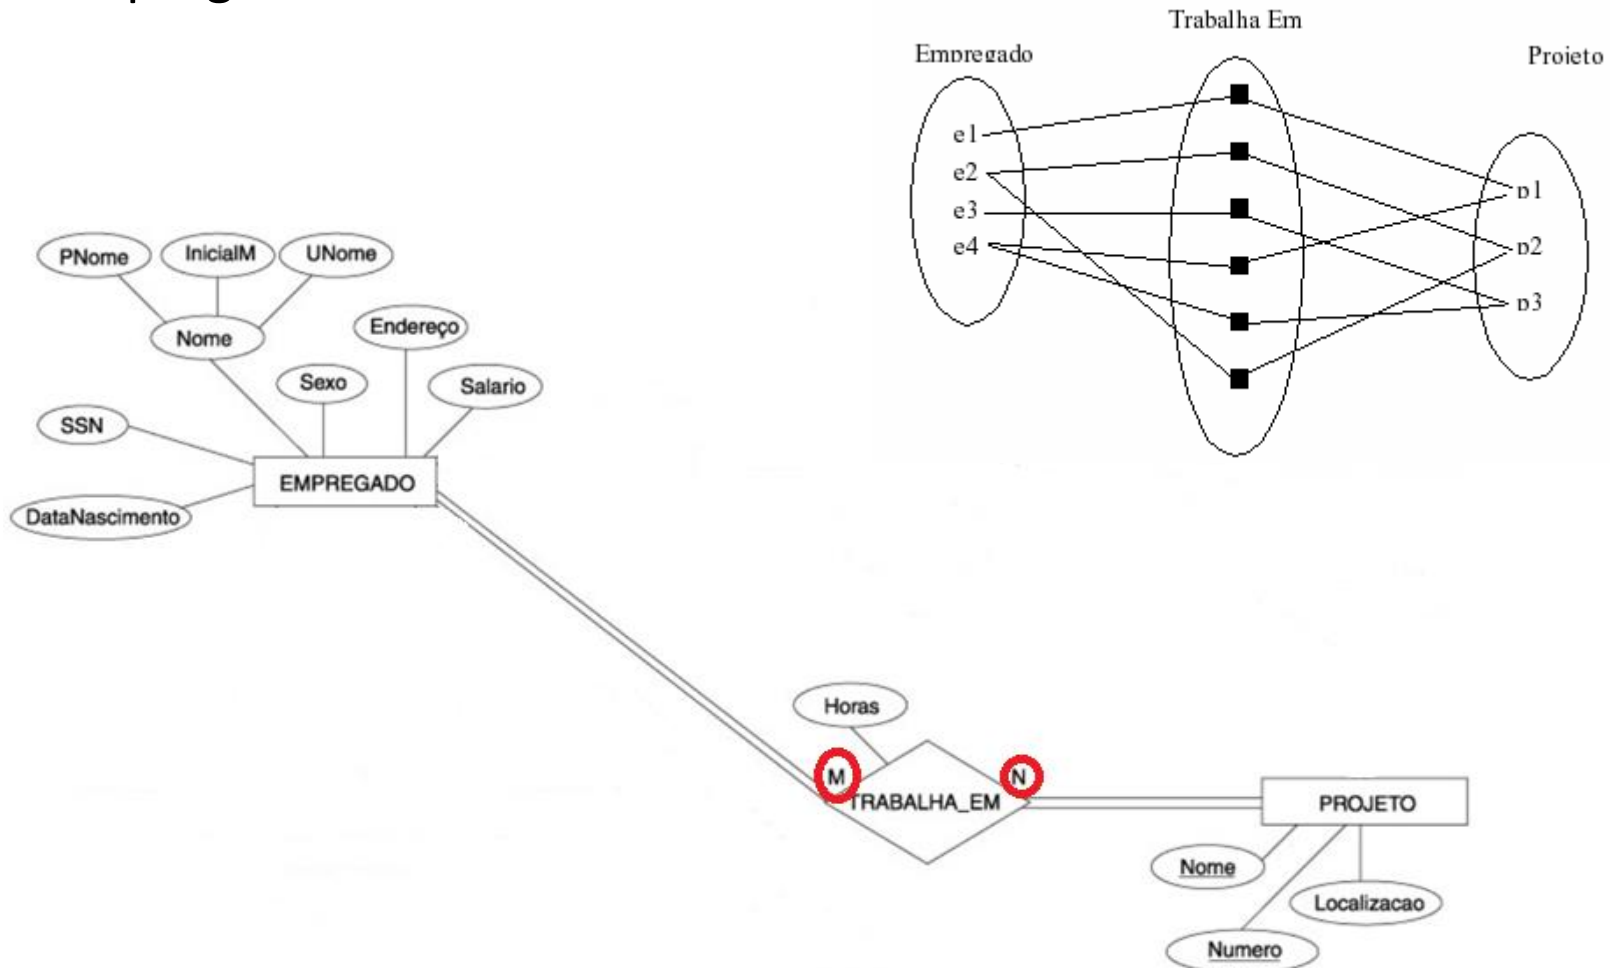 Trabalha Em
Empregado
Projeto
e1
e2
e3
e4
p1
p2
p3
PNome
InicialM
UNome
Nome
Endereço
Sexo
Salario
SSN
EMPREGADO
DataNascimento
Horas
M
N
TRABALHA_EM
PROJETO
Nome
Localizacao
Numero